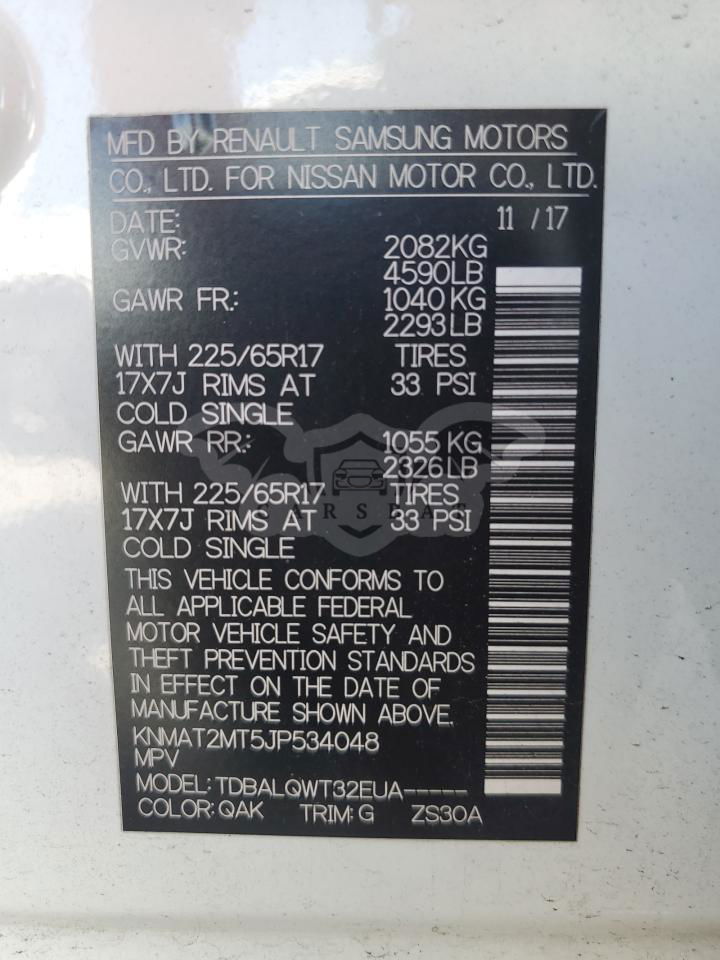 MFD BY RENAULT SAMSUNG MOTORS
CO., LTD. FOR NISSAN MOTOR CO., LTD.
DATE: 11 / 17
GVWR: 2082KG
4590LB
GAWR FR.: 1040 KG
2293 LB
WITH 225/65R17 TIRES
17X7J RIMS AT 33 PSI
COLD SINGLE
GAWR RR.: 1055 KG
2326LB
WITH 225/65R17 TIRES
CARSEAT
17X7J RIMS AT 33 PSI
COLD SINGLE
THIS VEHICLE CONFORMS TO
ALL APPLICABLE FEDERAL
MOTOR VEHICLE SAFETY AND
THEFT PREVENTION STANDARDS
IN EFFECT ON THE DATE OF
MANUFACTURE SHOWN ABOVE.
KNMAT2MT5JP534048
MPV
MODEL: TDBALQWT32EUA-----
COLOR: QAK TRIM: G ZS30A